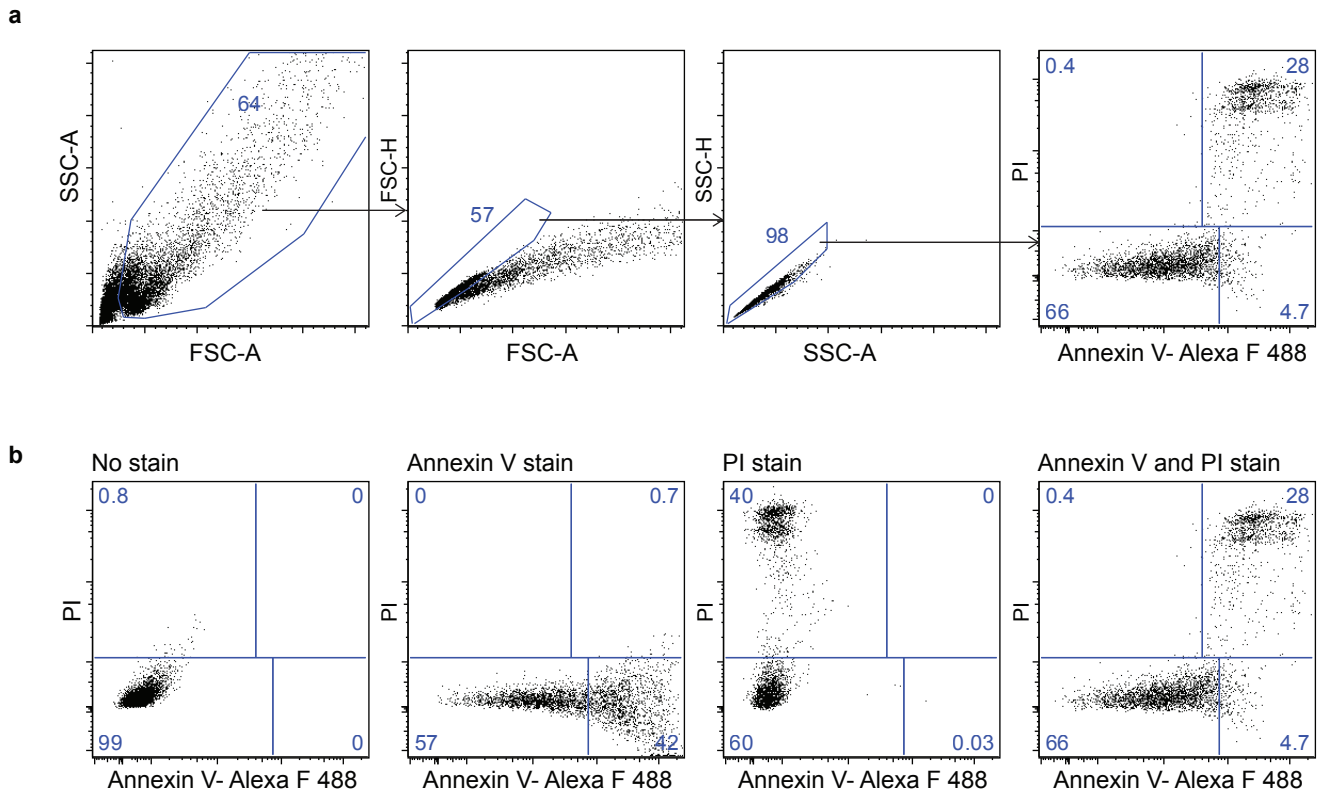 a
SSC-A
64
FSC-A
FSC-H
57
FSC-A
SSC-H
98
SSC-A
PI
0.4
28
66
4.7
Annexin V- Alexa F 488
b
No stain
PI
0.8
0
99
0
Annexin V- Alexa F 488
Annexin V stain
PI
0
0.7
57
42
Annexin V- Alexa F 488
PI stain
PI
40
0
60
0.03
Annexin V- Alexa F 488
Annexin V and PI stain
PI
0.4
28
66
4.7
Annexin V- Alexa F 488